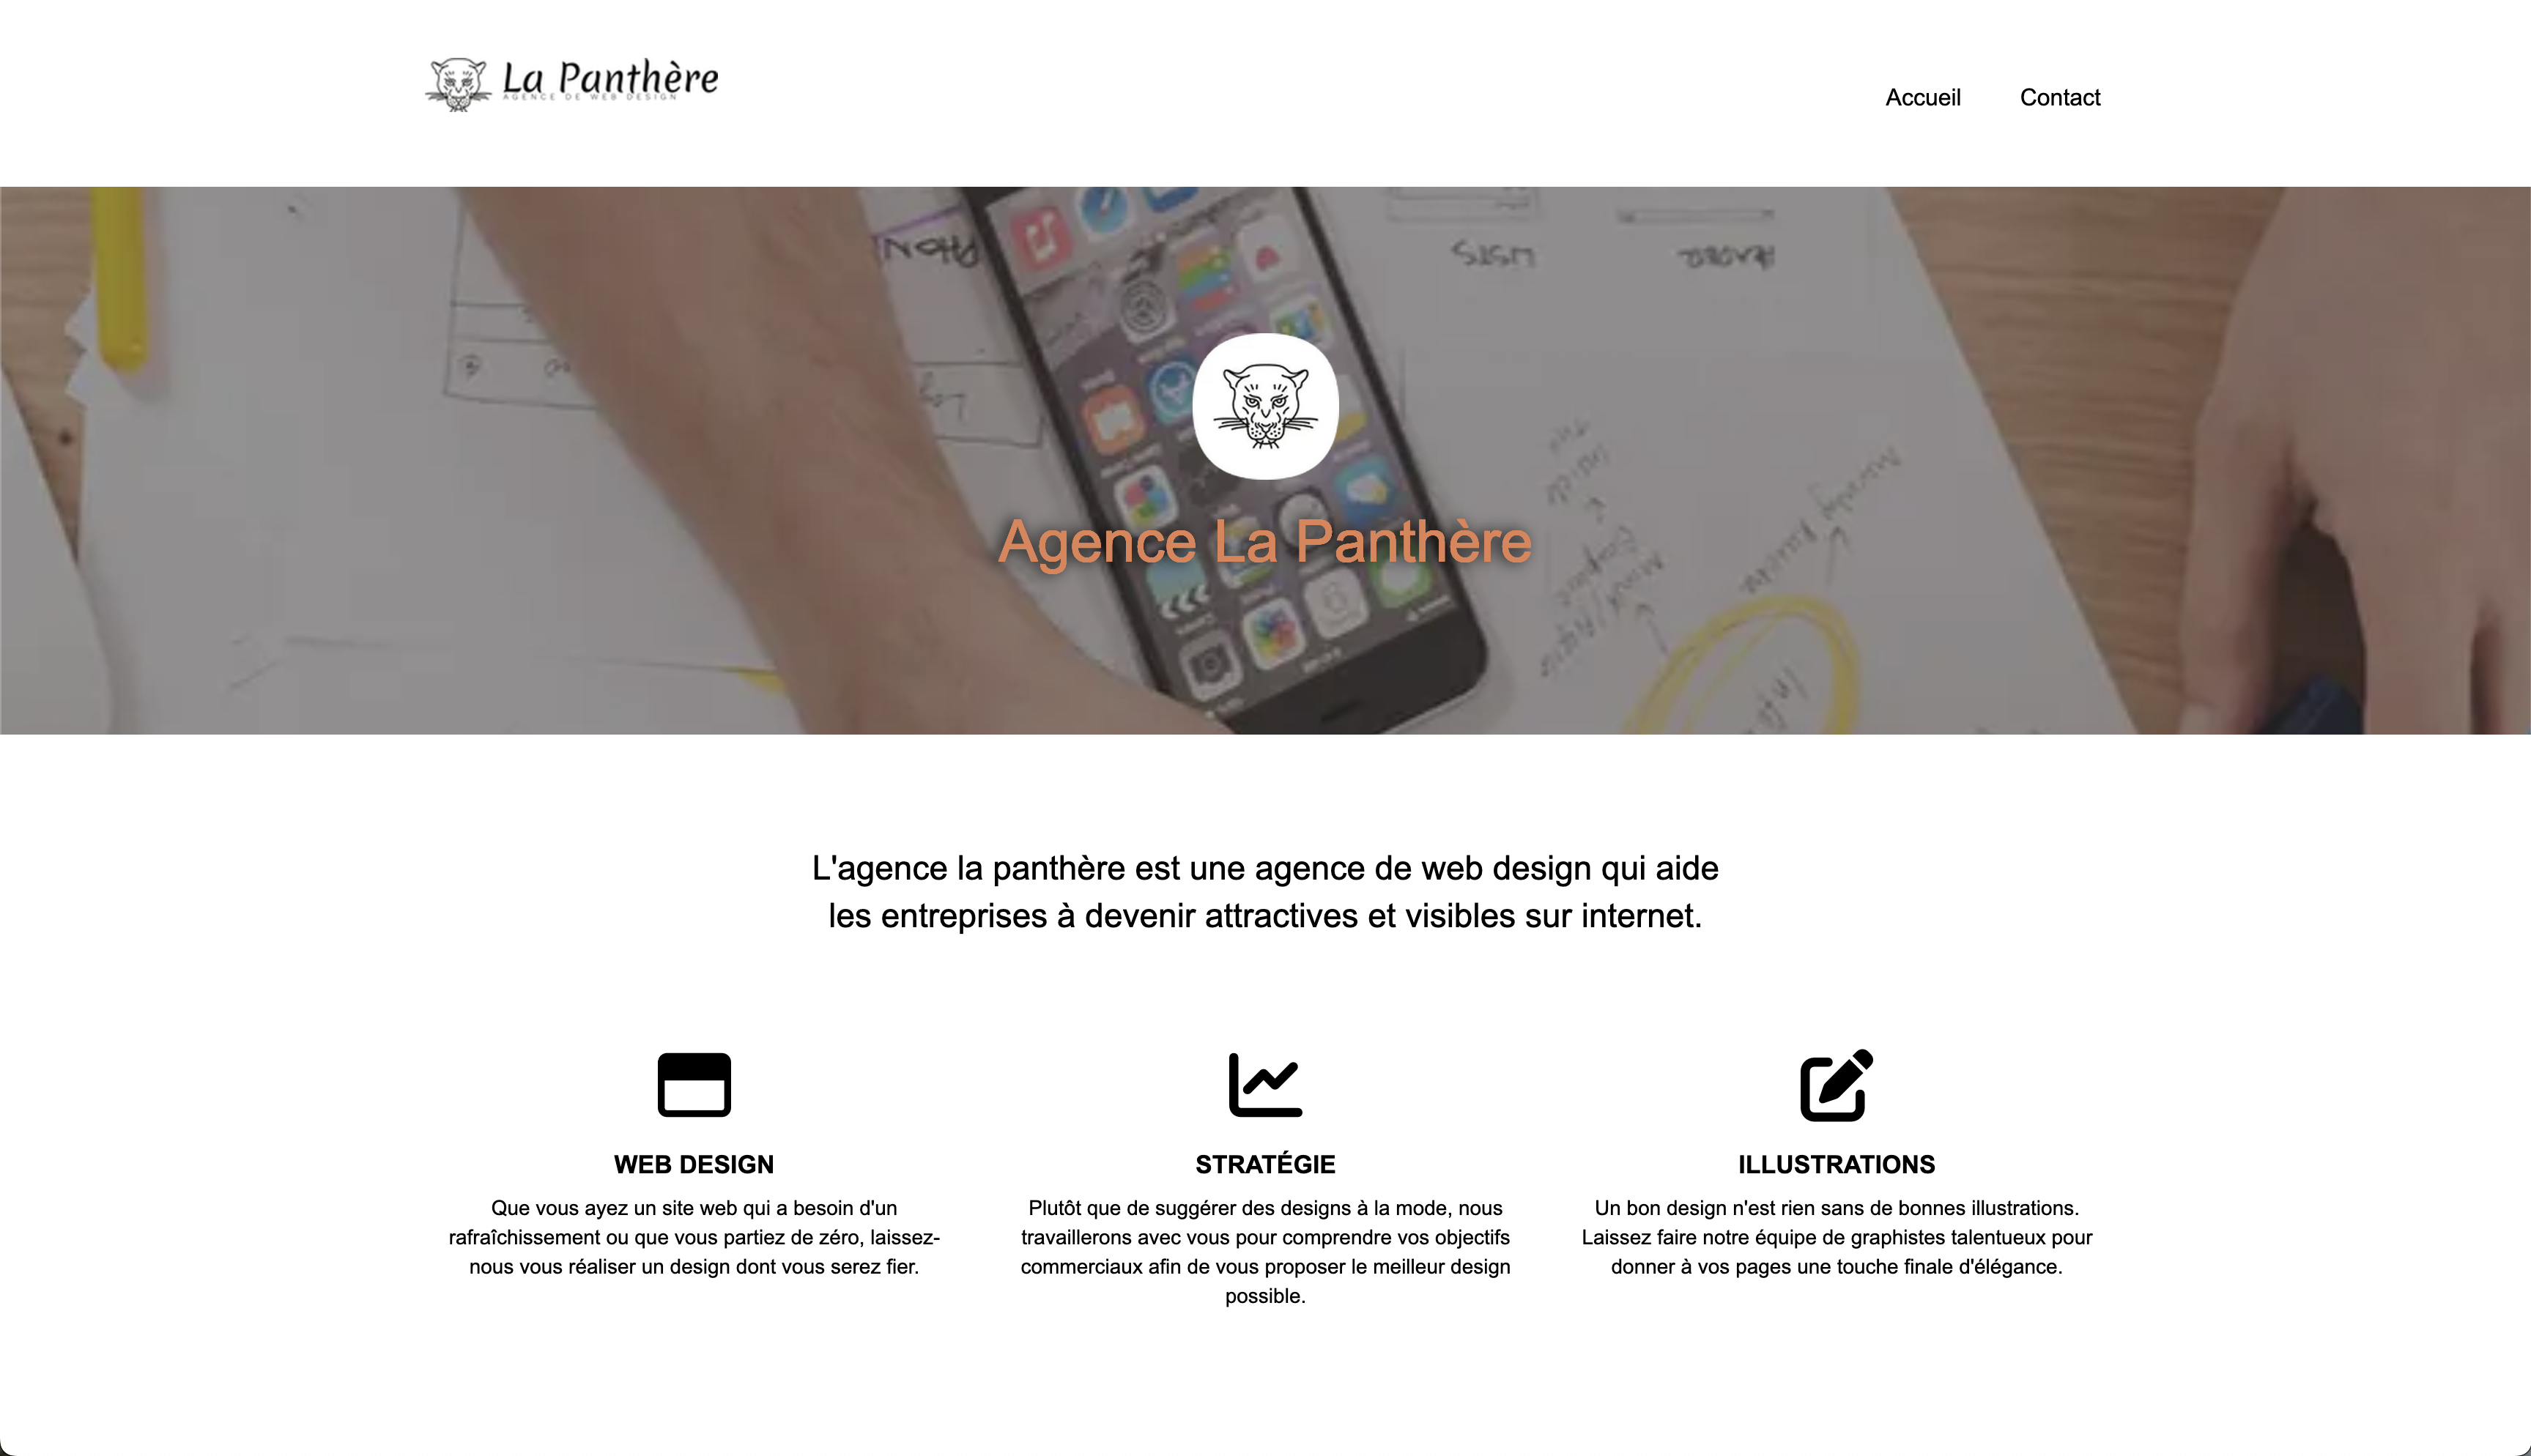 La Panthère
AGENCE DE WEB DESIGN
Accueil
Contact
LISTS
Agence La Panthère
L'agence la panthère est une agence de web design qui aide
les entreprises à devenir attractives et visibles sur internet.
WEB DESIGN
Que vous ayez un site web qui a besoin d'un
rafraîchissement ou que vous partiez de zéro, laissez-
nous vous réaliser un design dont vous serez fier.
STRATÉGIE
Plutôt que de suggérer des designs à la mode, nous
travaillerons avec vous pour comprendre vos objectifs
commerciaux afin de vous proposer le meilleur design
possible.
ILLUSTRATIONS
Un bon design n'est rien sans de bonnes illustrations.
Laissez faire notre équipe de graphistes talentueux pour
donner à vos pages une touche finale d'élégance.